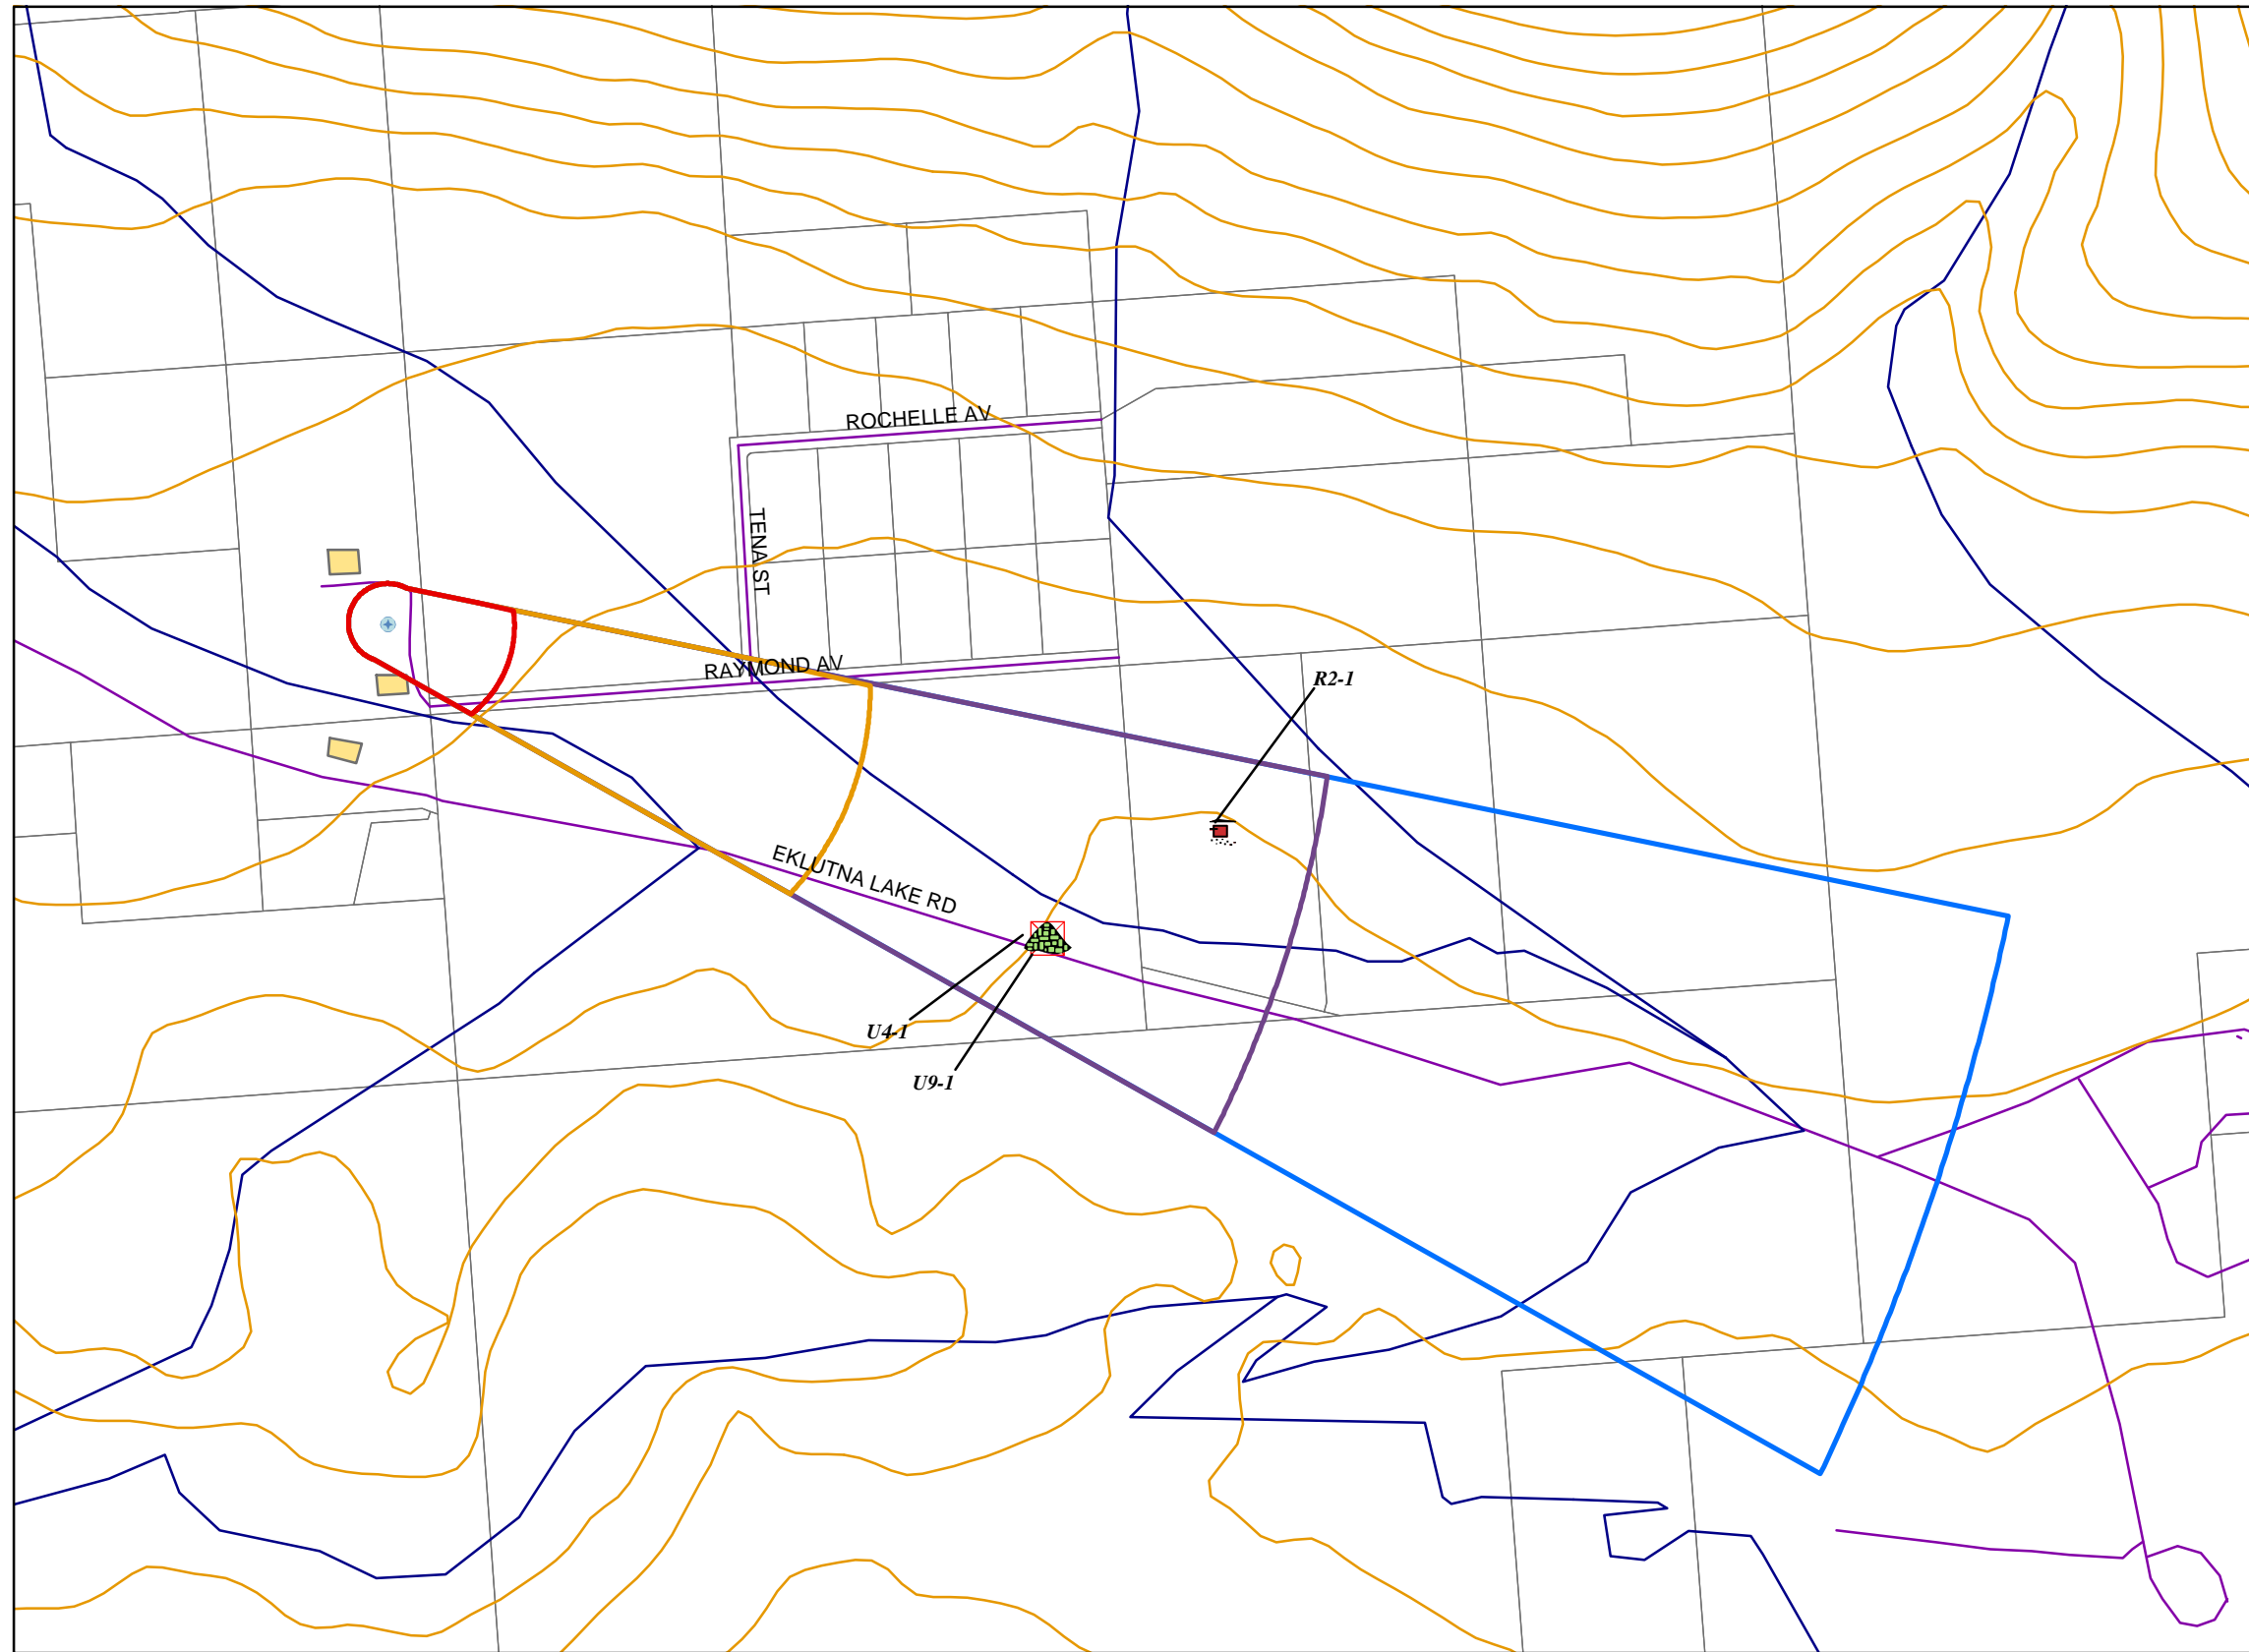 ROCHELLE AV
TENA ST
RAYMOND AV
R2-1
EKLUTNA LAKE RD
U4-1
U9-1